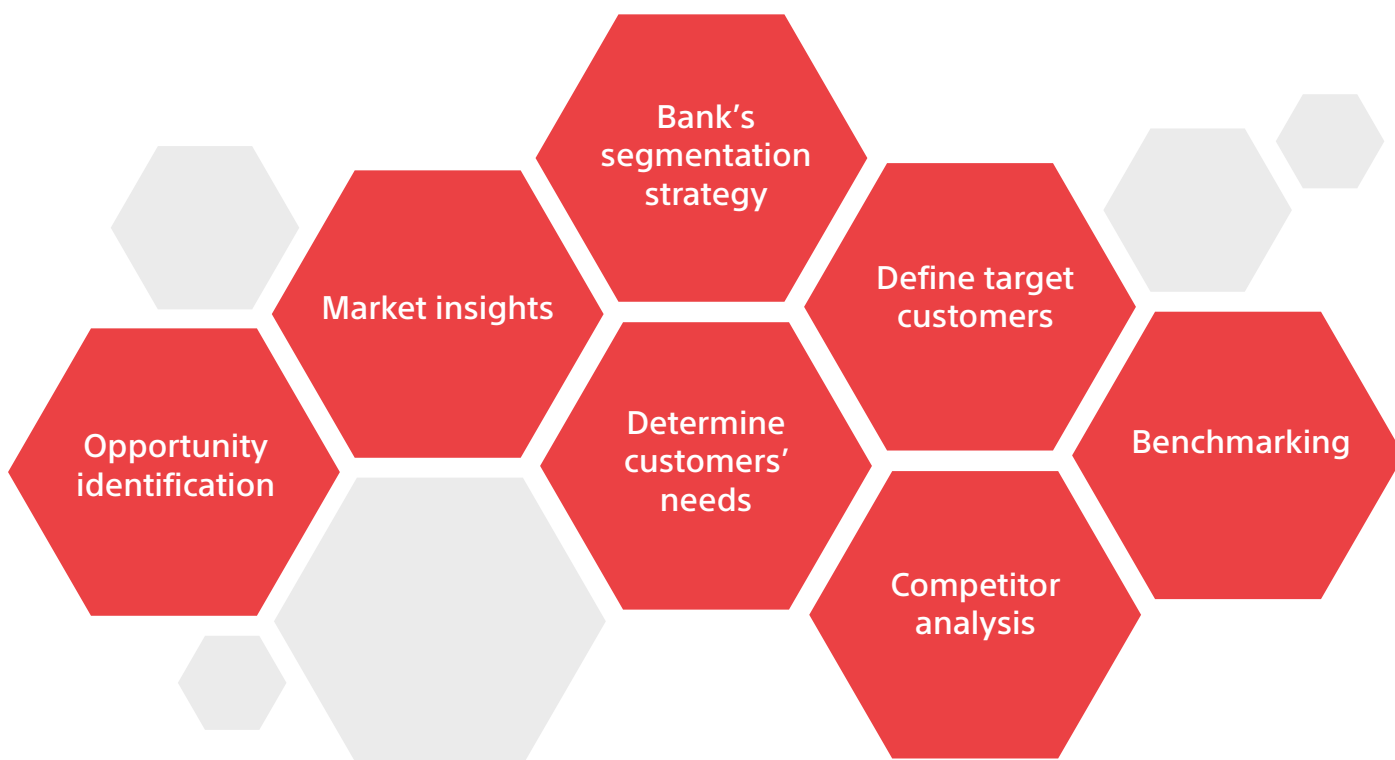 Bank’s
segmentation
strategy
Market insights
Define target
customers
Opportunity
identification
Determine
customers’
needs
Benchmarking
Competitor
analysis